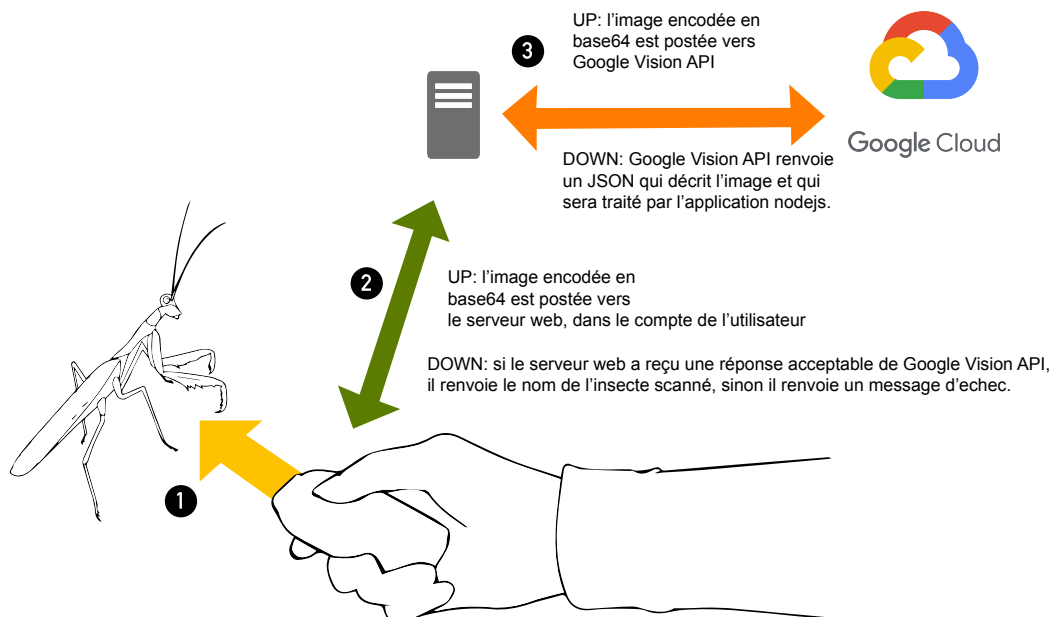 UP: l’image encodée en
base64 est postée vers
Google Vision API
3
Google Cloud
DOWN: Google Vision API renvoie
un JSON qui décrit l’image et qui
sera traité par l’application nodejs.
2
UP: l’image encodée en
base64 est postée vers
le serveur web, dans le compte de l’utilisateur
DOWN: si le serveur web a reçu une réponse acceptable de Google Vision API,
il renvoie le nom de l’insecte scanné, sinon il renvoie un message d’echec.
1